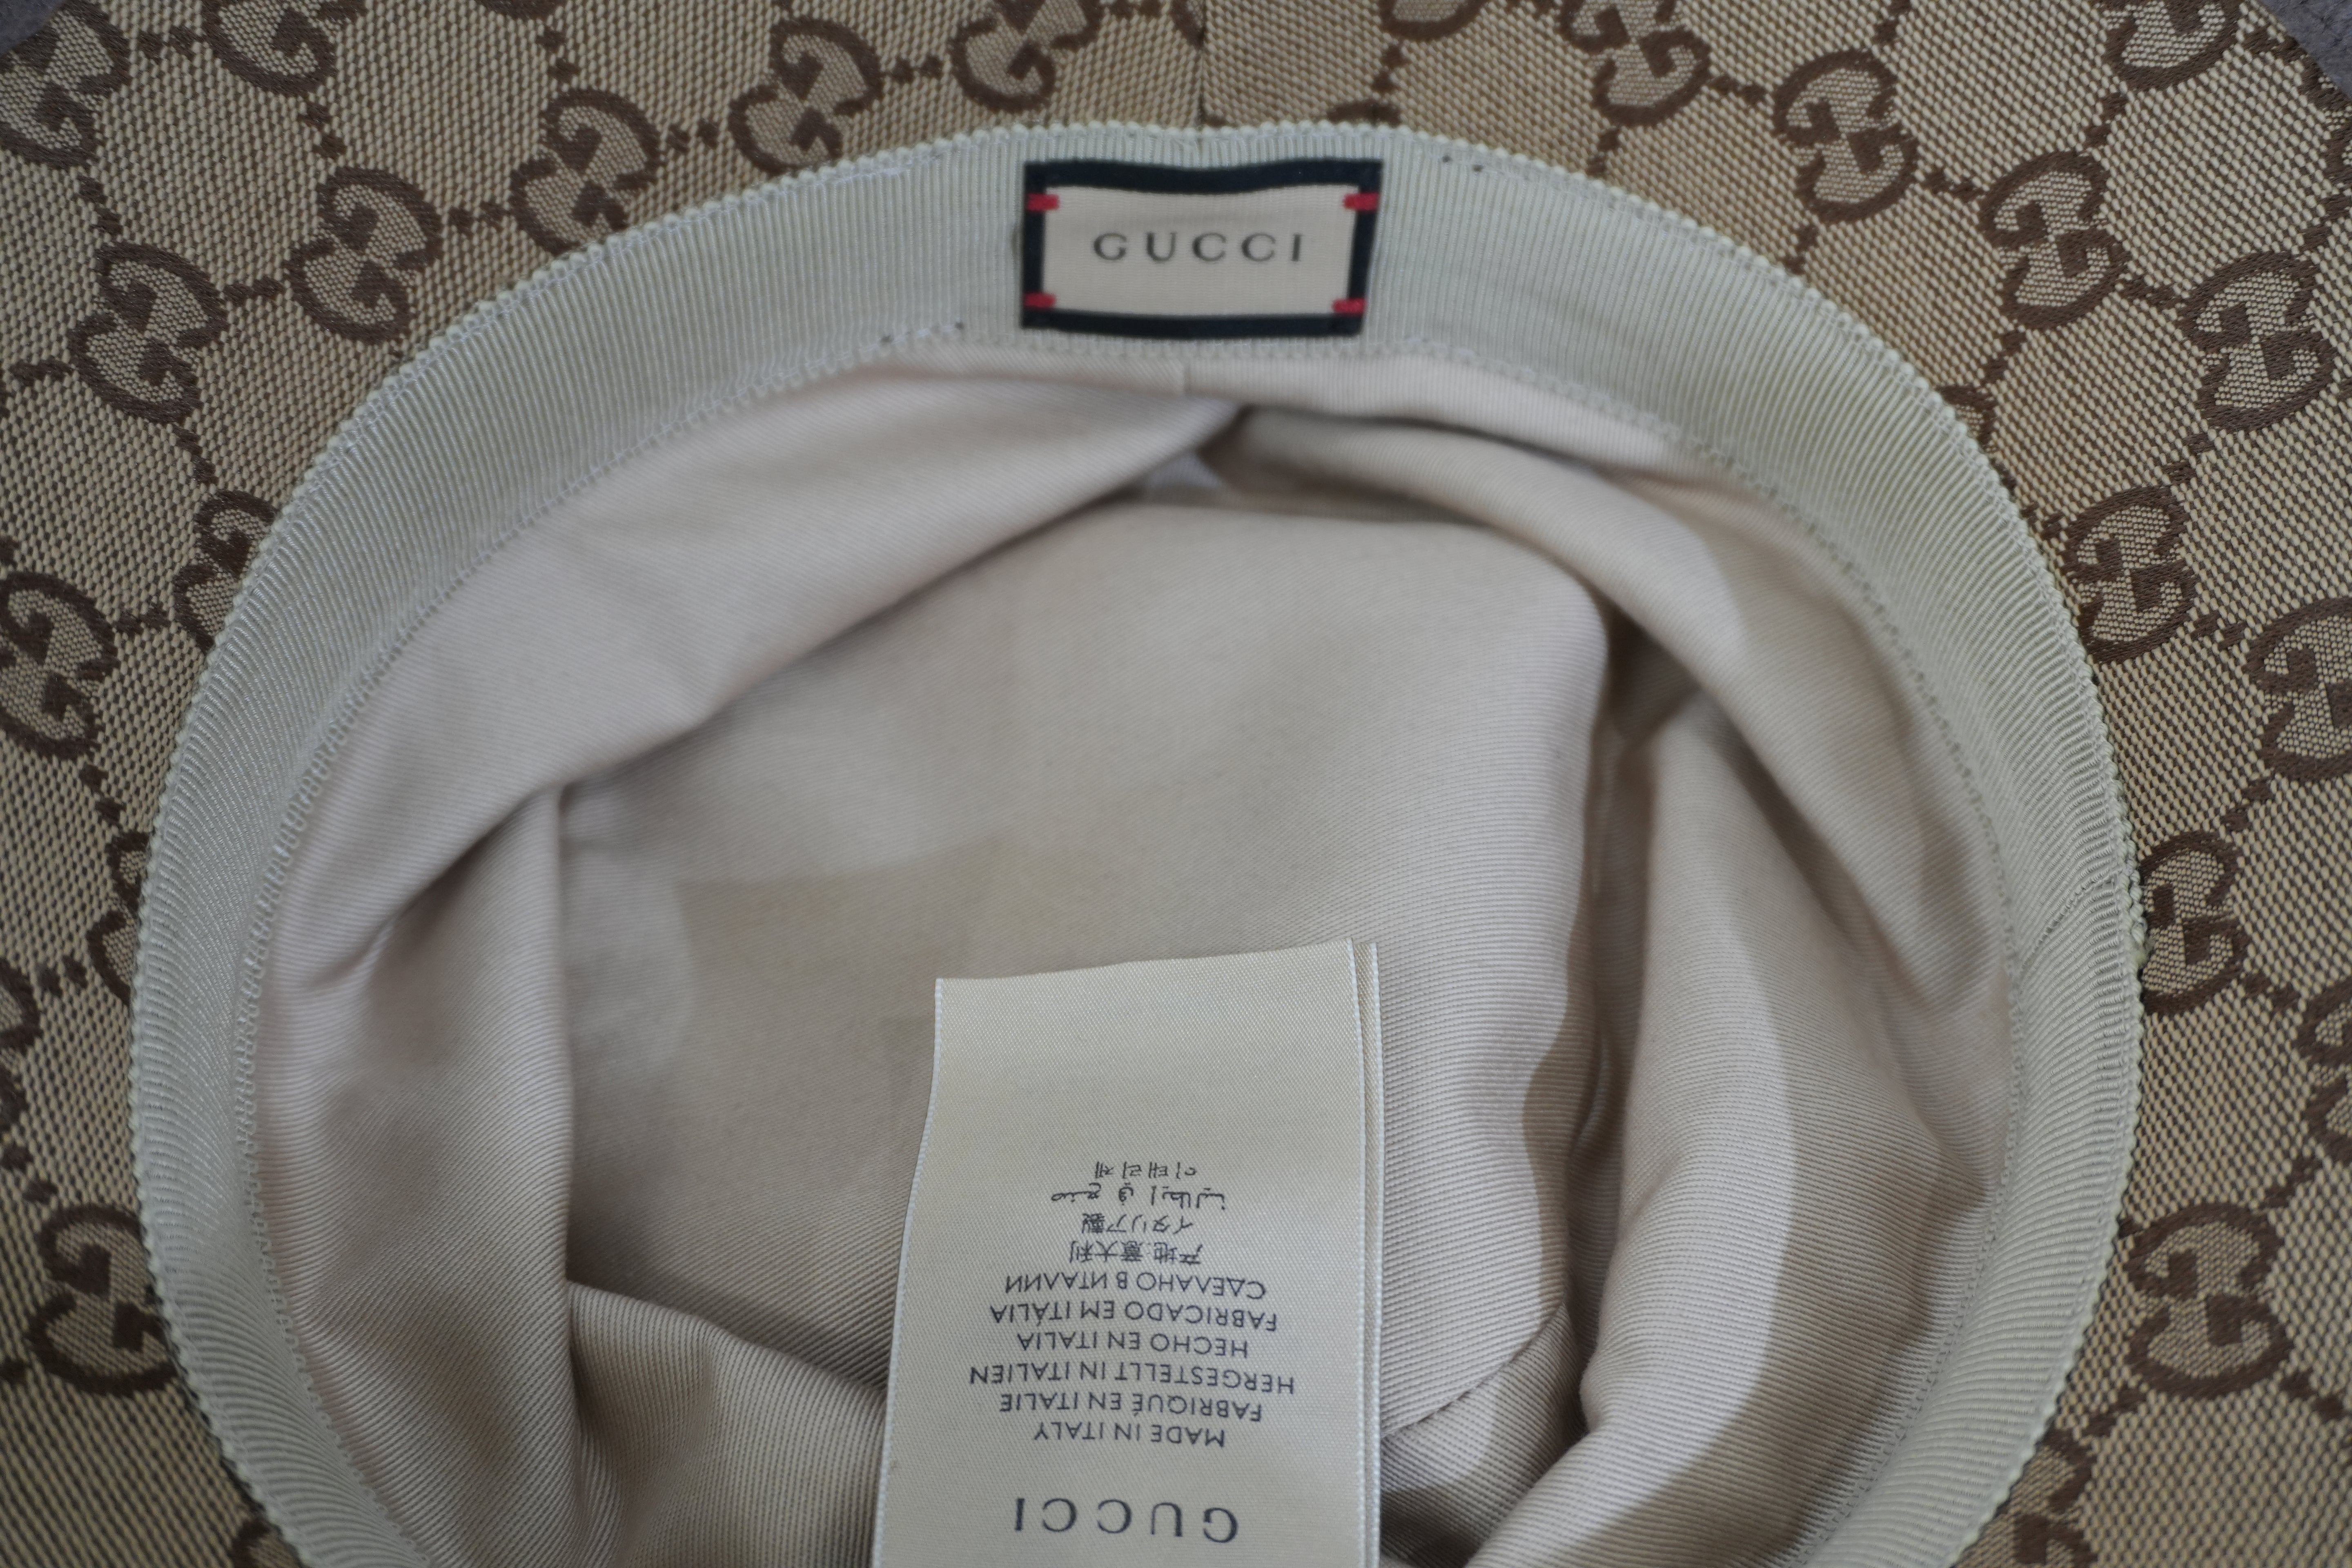 GUCCI
GUCCI
MADE IN ITALY
FABRIQUÉ EN ITALIE
HERGESTELLT IN ITALIEN
HECHO EN ITALIA
FABRICADO EM ITÁLIA
СДЕЛАНО В ИТАЛИИ
产地:意大利
イタリア製
صنع في إيطاليا
이태리제